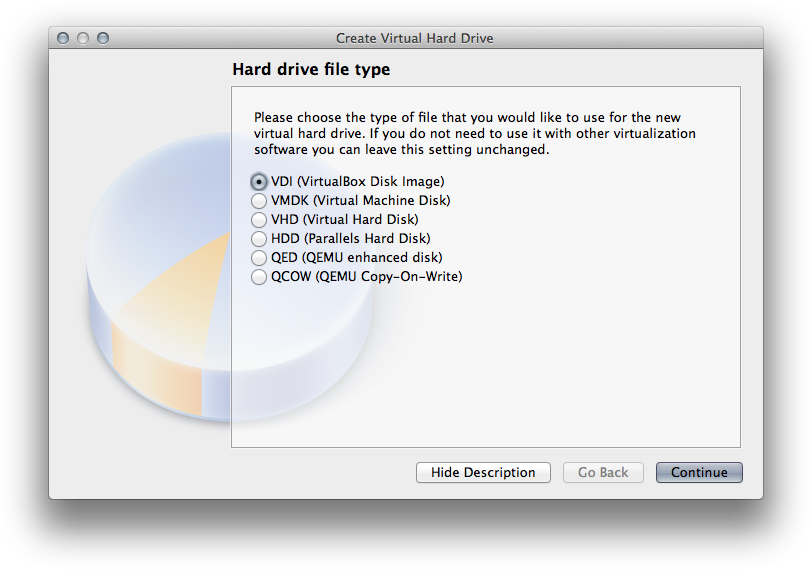 Create Virtual Hard Drive
Hard drive file type
Please choose the type of file that you would like to use for the new
virtual hard drive. If you do not need to use it with other virtualization
software you can leave this setting unchanged.
VDI (VirtualBox Disk Image)
VMDK (Virtual Machine Disk)
VHD (Virtual Hard Disk)
HDD (Parallels Hard Disk)
QED (QEMU enhanced disk)
QCOW (QEMU Copy-On-Write)
Hide Description
Go Back
Continue